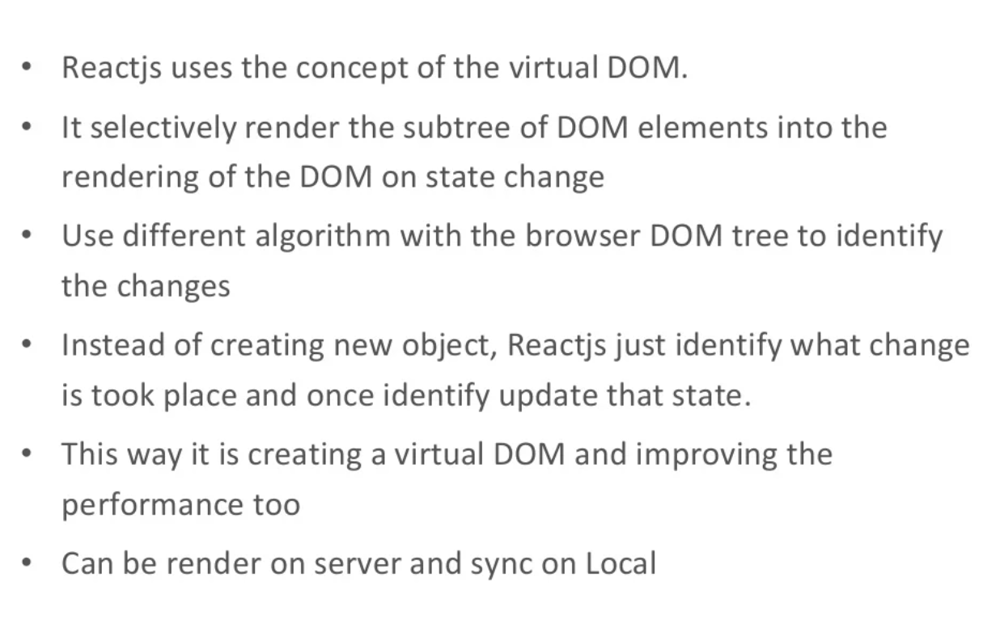 • Reactjs uses the concept of the virtual DOM.
• It selectively render the subtree of DOM elements into the
rendering of the DOM on state change
• Use different algorithm with the browser DOM tree to identify
the changes
• Instead of creating new object, Reactjs just identify what change
is took place and once identify update that state.
• This way it is creating a virtual DOM and improving the
performance too
• Can be render on server and sync on Local